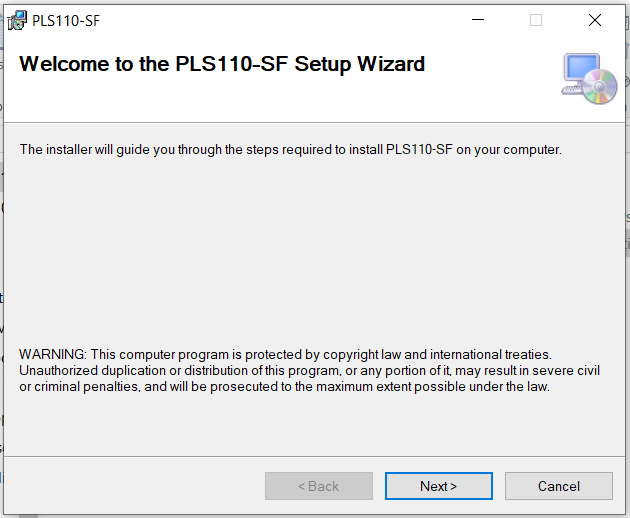 PLS110-SF
Welcome to the PLS110-SF Setup Wizard
The installer will guide you through the steps required to install PLS110-SF on your computer.
WARNING: This computer program is protected by copyright law and international treaties.
Unauthorized duplication or distribution of this program, or any portion of it, may result in severe civil
or criminal penalties, and will be prosecuted to the maximum extent possible under the law.
< Back
Next >
Cancel